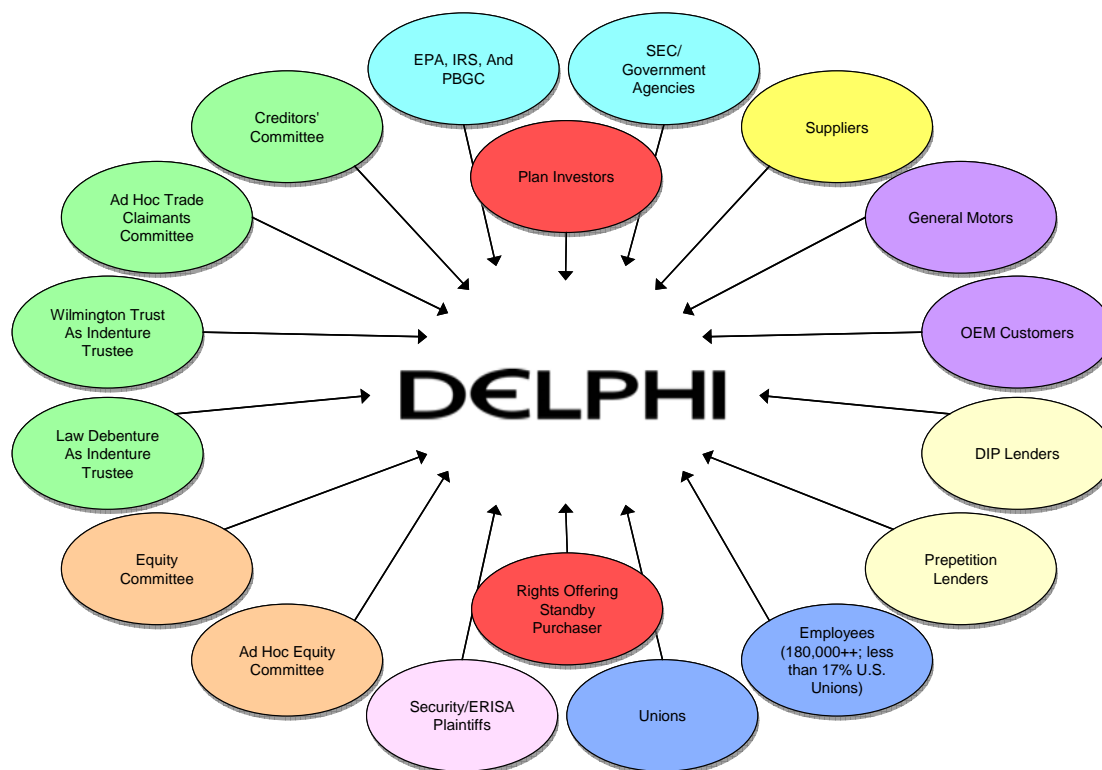 EPA, IRS, And
PBGC
SEC/
Government
Agencies
Creditors'
Committee
Suppliers
Plan Investors
Ad Hoc Trade
Claimants
Committee
General Motors
Wilmington Trust
As Indenture
Trustee
OEM Customers
DELPHI
Law Debenture
As Indenture
Trustee
DIP Lenders
Equity
Committee
Prepetition
Lenders
Rights Offering
Standby
Purchaser
Ad Hoc Equity
Committee
Employees
(180,000++; less
than 17% U.S.
Unions)
Security/ERISA
Plaintiffs
Unions